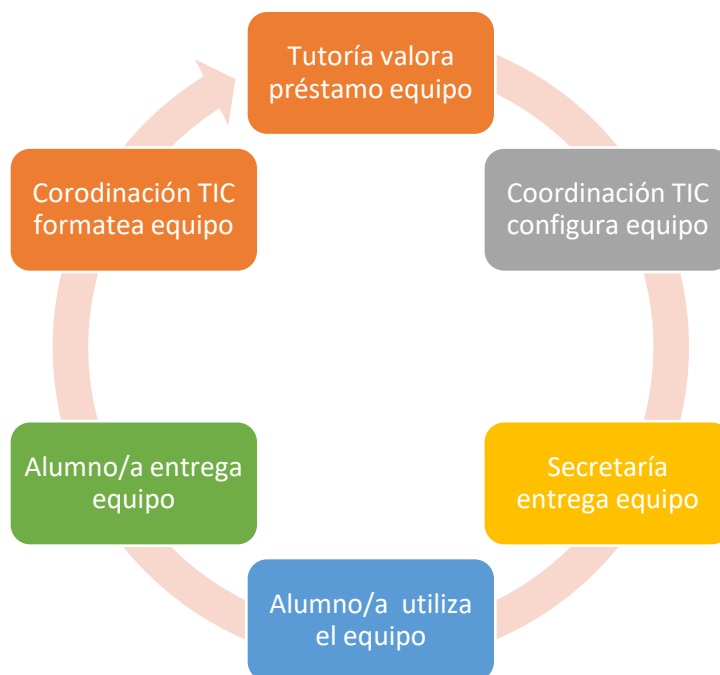 Tutoría valora
préstamo equipo
Coordinación TIC
configura equipo
Secretaría
entrega equipo
Alumno/a utiliza
el equipo
Alumno/a entrega
equipo
Corodinación TIC
formatea equipo